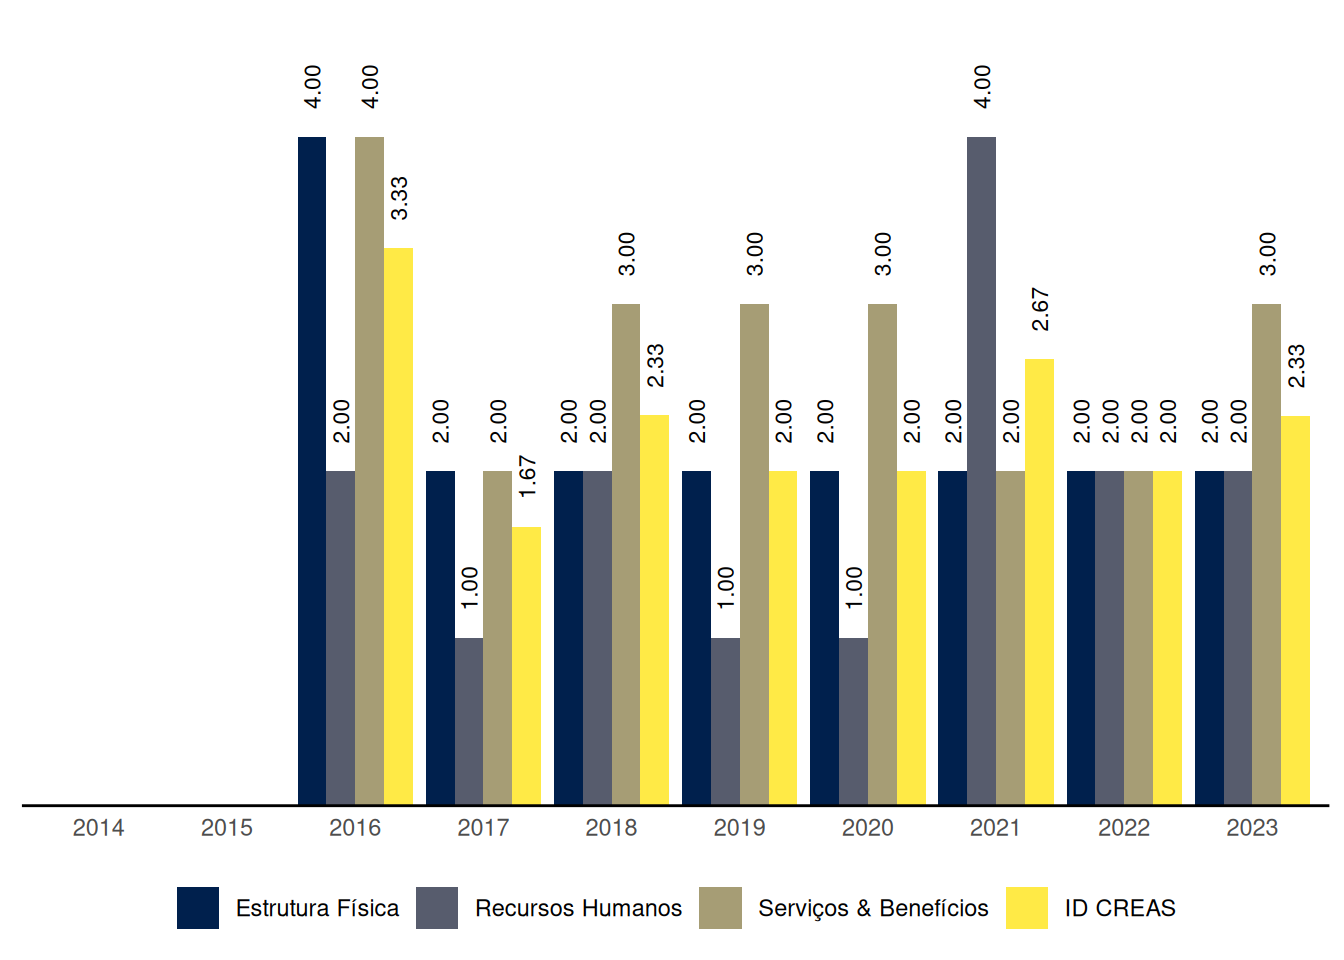 4.00 2.00 4.00 3.33 2.00 1.00 2.00 1.67 2.00 2.00 3.00 2.33 2.00 1.00 3.00 2.00 2.00 1.00 3.00 2.00 2.00 4.00 2.00 2.67 2.00 2.00 2.00 2.00 2.00 2.00 3.00 2.33
2014 2015 2016 2017 2018 2019 2020 2021 2022 2023
Estrutura Física Recursos Humanos Serviços & Benefícios ID CREAS